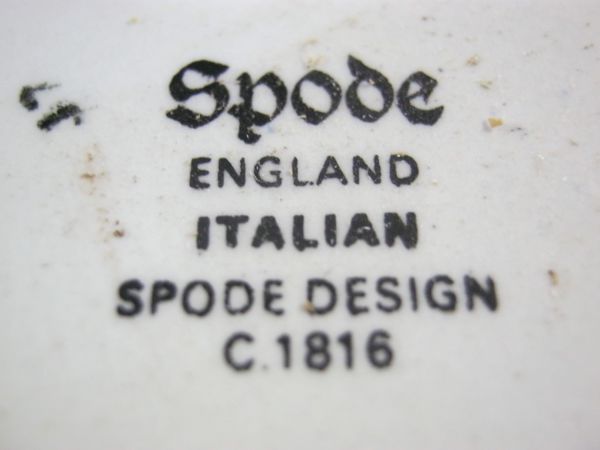 Spode
ENGLAND
ITALIAN
SPODE DESIGN
C.1816